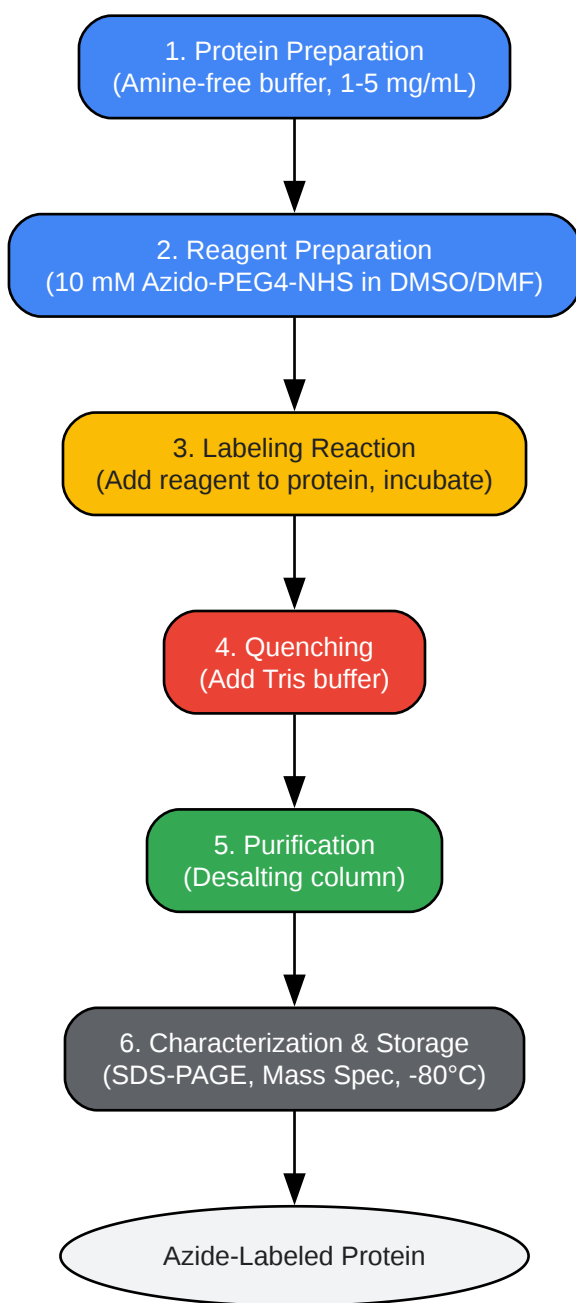 1. Protein Preparation
(Amine-free buffer, 1-5 mg/mL)
2. Reagent Preparation
(10 mM Azido-PEG4-NHS in DMSO/DMF)
3. Labeling Reaction
(Add reagent to protein, incubate)
4. Quenching
(Add Tris buffer)
5. Purification
(Desalting column)
6. Characterization & Storage
(SDS-PAGE, Mass Spec, -80°C)
Azide-Labeled Protein